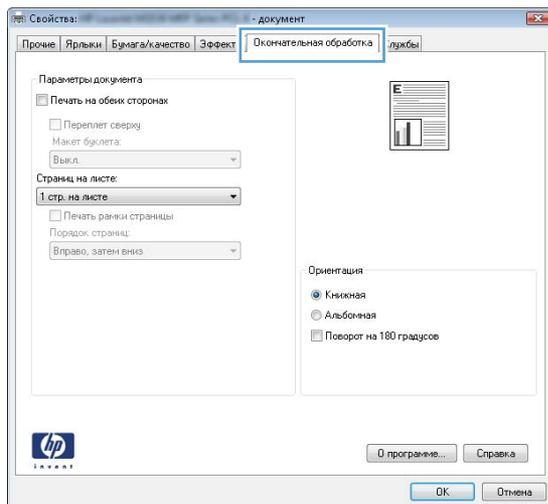 Свойства: - документ
Прочие Ярлыки Бумага/качество Эффект Окончательная обработка лужбы
Параметры документа
Печать на обеих сторонах
Переплет сверху
Макет буклета:
Выкл.
Страниц на листе:
1 стр. на листе
Печать рамки страницы
Порядок страниц:
Вправо, затем вниз
E
Ориентация
Книжная
Альбомная
Поворот на 180 градусов
hp
invent
О программе... Справка
OK Отмена